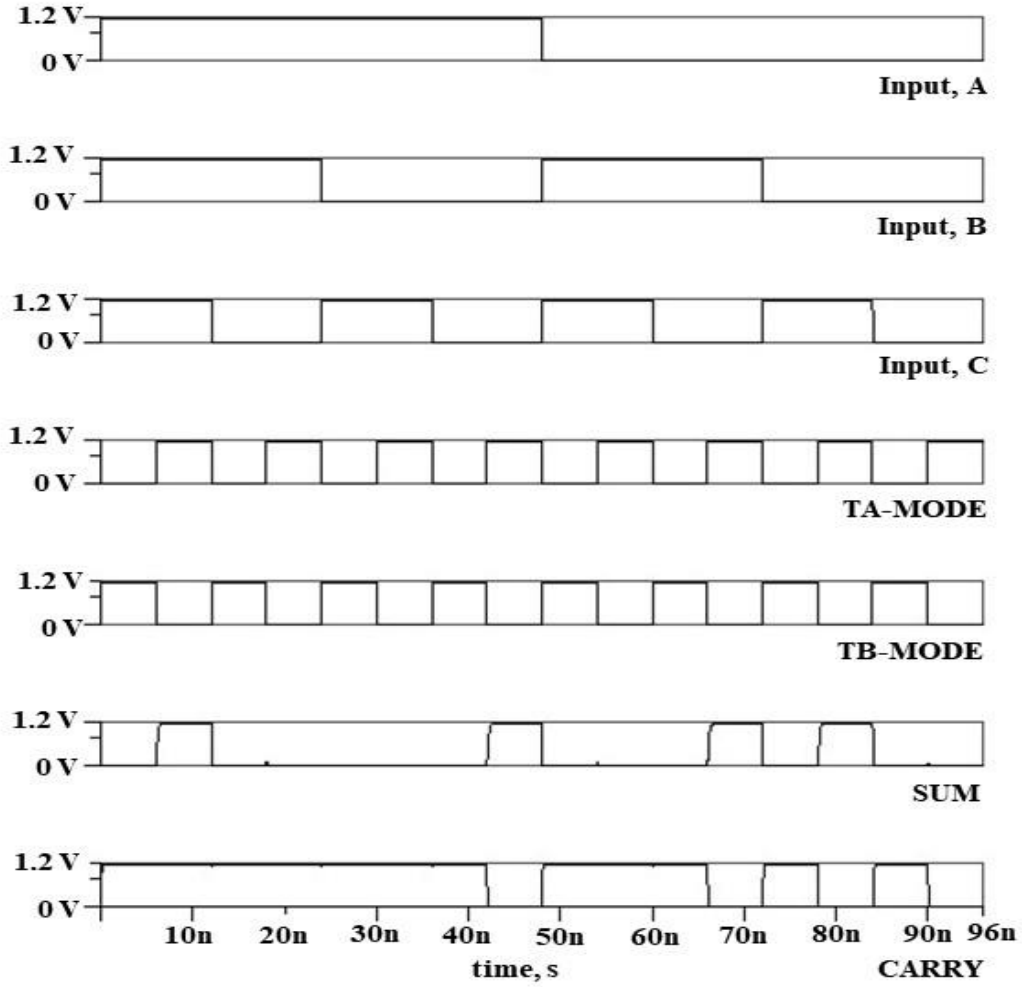 1.2 V
0 V
Input, A
1.2 V
0 V
Input, B
1.2 V
0 V
Input, C
1.2 V
0 V
TA-MODE
1.2 V
0 V
TB-MODE
1.2 V
0 V
SUM
1.2 V
0 V
10n 20n 30n 40n 50n 60n 70n 80n 90n 96n
time, s CARRY